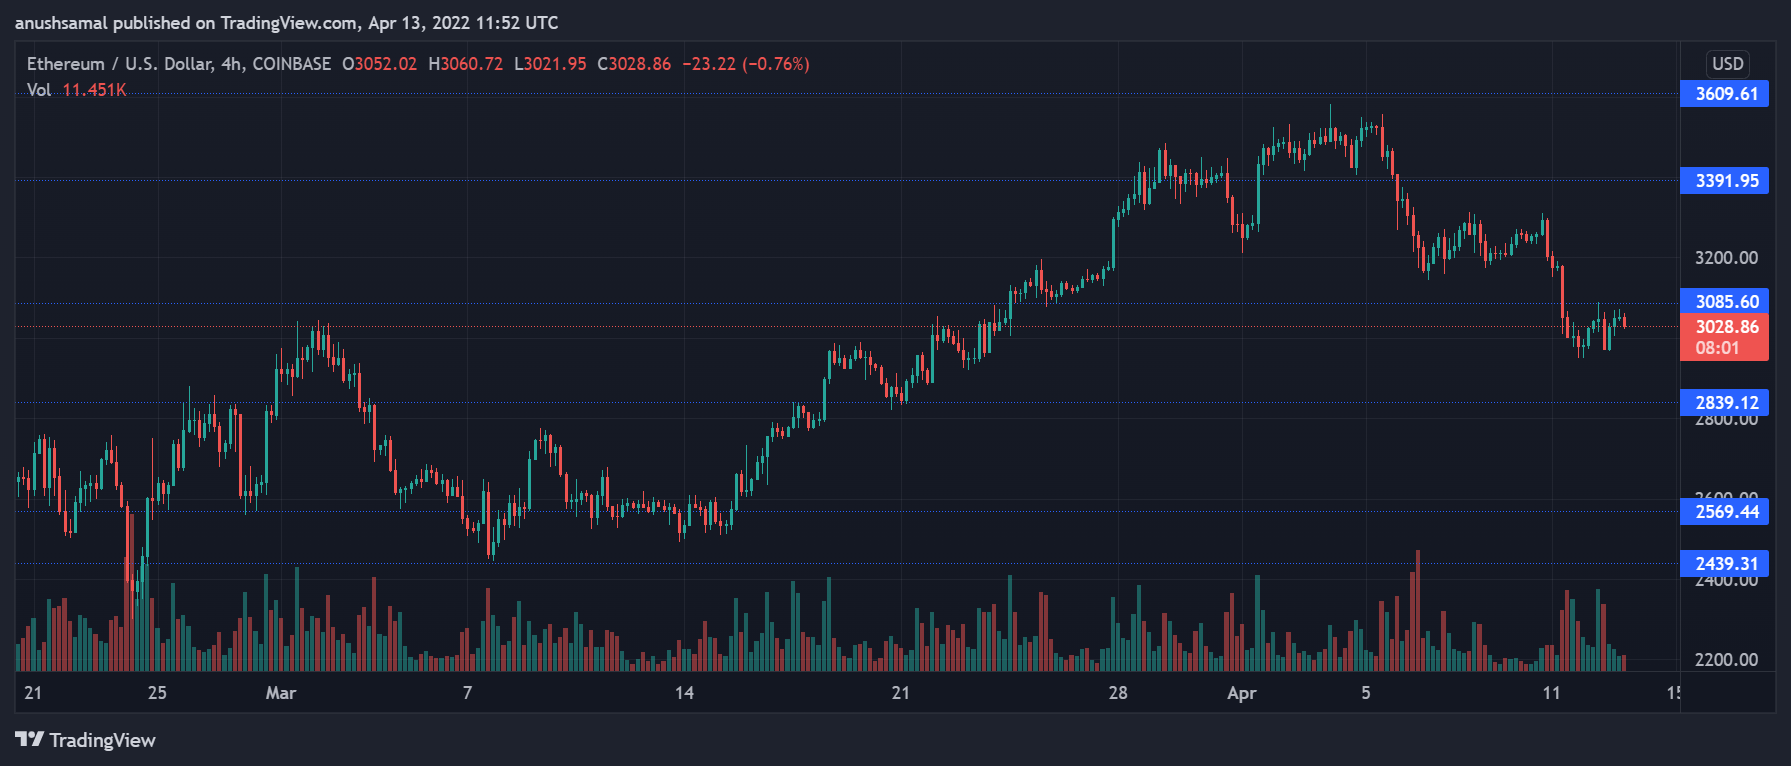 anushsamal published on TradingView.com, Apr 13, 2022 11:52 UTC
Ethereum / U.S. Dollar, 4h, COINBASE O3052.02 H3060.72 L3021.95 C3028.86 −23.22 (−0.76%)
Vol 11.451K
USD
3609.61
3391.95
3200.00
3085.60
3028.86
08:01
2839.12
2800.00
2600.00
2569.44
2439.31
2400.00
2200.00
21 25 Mar 7 14 21 28 Apr 5 11 15
TradingView